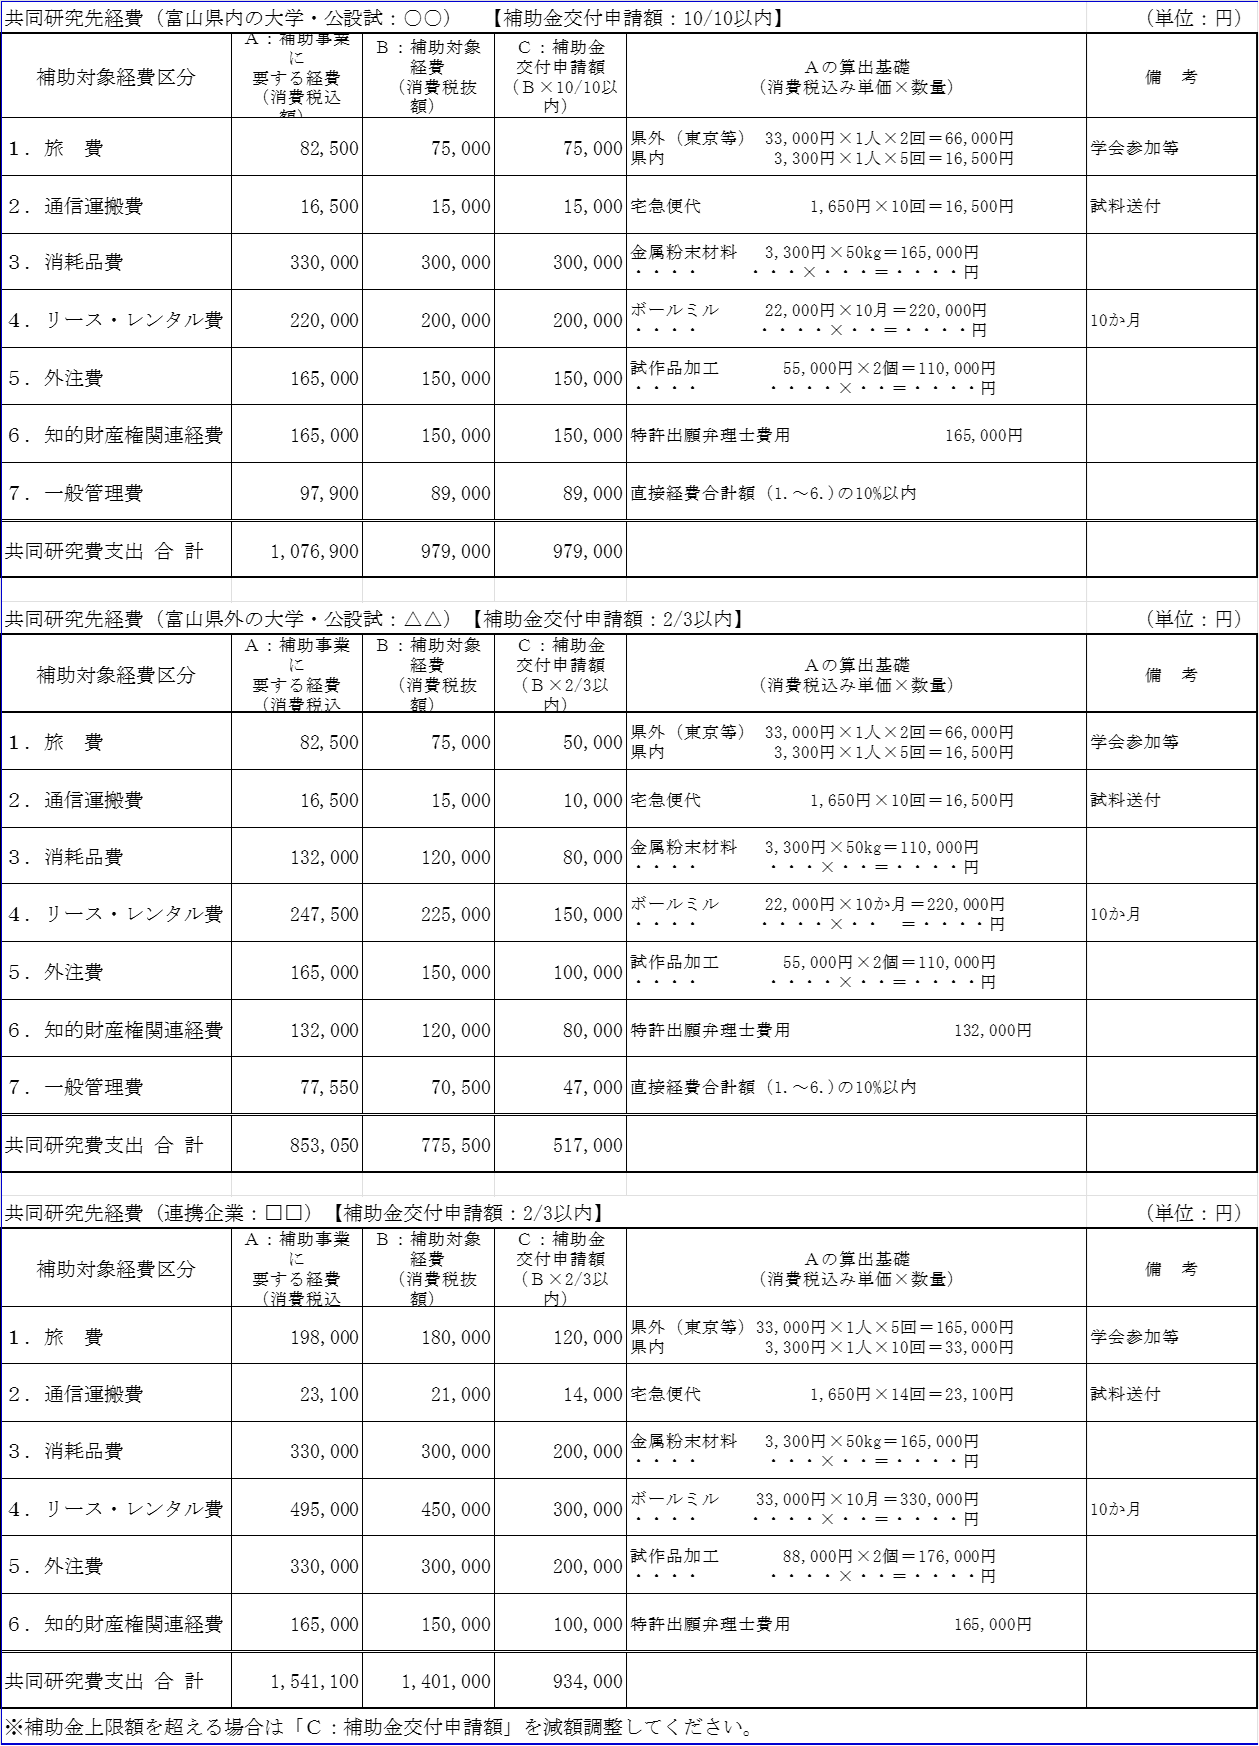 共同研究先経費（富山県内の大学・公設試：○○）　【補助金交付申請額：10/10以内】　（単位：円）
補助対象経費区分
Ａ：補助事業
に
要する経費
（消費税込
額）
Ｂ：補助対象
経費
（消費税抜
額）
Ｃ：補助金
交付申請額
（Ｂ×10/10以
内）
Ａの算出基礎
（消費税込み単価×数量）
備　考
１．旅　費　82,500　75,000　75,000　県外（東京等）　33,000円×1人×2回＝66,000円　学会参加等
県内　3,300円×1人×5回＝16,500円
２．通信運搬費　16,500　15,000　15,000　宅急便代　1,650円×10回＝16,500円　試料送付
３．消耗品費　330,000　300,000　300,000　金属粉末材料　3,300円×50kg＝165,000円
・・・・　・・・×・・・＝・・・・円
４．リース・レンタル費　220,000　200,000　200,000　ボールミル　22,000円×10月＝220,000円　10か月
・・・・　・・・・×・・＝・・・・円
５．外注費　165,000　150,000　150,000　試作品加工　55,000円×2個＝110,000円
・・・・　・・・・×・・＝・・・・円
６．知的財産権関連経費　165,000　150,000　150,000　特許出願弁理士費用　165,000円
７．一般管理費　97,900　89,000　89,000　直接経費合計額（1.～6.)の10%以内
共同研究費支出 合 計　1,076,900　979,000　979,000
共同研究先経費（富山県外の大学・公設試：△△）【補助金交付申請額：2/3以内】　（単位：円）
補助対象経費区分
Ａ：補助事業
に
要する経費
（消費税込
Ｂ：補助対象
経費
（消費税抜
額）
Ｃ：補助金
交付申請額
（Ｂ×2/3以
内）
Ａの算出基礎
（消費税込み単価×数量）
備　考
１．旅　費　82,500　75,000　50,000　県外（東京等）　33,000円×1人×2回＝66,000円　学会参加等
県内　3,300円×1人×5回＝16,500円
２．通信運搬費　16,500　15,000　10,000　宅急便代　1,650円×10回＝16,500円　試料送付
３．消耗品費　132,000　120,000　80,000　金属粉末材料　3,300円×50kg＝110,000円
・・・・　・・・×・・＝・・・・円
４．リース・レンタル費　247,500　225,000　150,000　ボールミル　22,000円×10か月＝220,000円　10か月
・・・・　・・・・×・・　＝・・・・円
５．外注費　165,000　150,000　100,000　試作品加工　55,000円×2個＝110,000円
・・・・　・・・・×・・＝・・・・円
６．知的財産権関連経費　132,000　120,000　80,000　特許出願弁理士費用　132,000円
７．一般管理費　77,550　70,500　47,000　直接経費合計額（1.～6.)の10%以内
共同研究費支出 合 計　853,050　775,500　517,000
共同研究先経費（連携企業：□□）【補助金交付申請額：2/3以内】　（単位：円）
補助対象経費区分
Ａ：補助事業
に
要する経費
（消費税込
Ｂ：補助対象
経費
（消費税抜
額）
Ｃ：補助金
交付申請額
（Ｂ×2/3以
内）
Ａの算出基礎
（消費税込み単価×数量）
備　考
１．旅　費　198,000　180,000　120,000　県外（東京等）33,000円×1人×5回＝165,000円　学会参加等
県内　3,300円×1人×10回＝33,000円
２．通信運搬費　23,100　21,000　14,000　宅急便代　1,650円×14回＝23,100円　試料送付
３．消耗品費　330,000　300,000　200,000　金属粉末材料　3,300円×50kg＝165,000円
・・・・　・・・×・・＝・・・・円
４．リース・レンタル費　495,000　450,000　300,000　ボールミル　33,000円×10月＝330,000円　10か月
・・・・　・・・・×・・＝・・・・円
５．外注費　330,000　300,000　200,000　試作品加工　88,000円×2個＝176,000円
・・・・　・・・・×・・＝・・・・円
６．知的財産権関連経費　165,000　150,000　100,000　特許出願弁理士費用　165,000円
共同研究費支出 合 計　1,541,100　1,401,000　934,000
※補助金上限額を超える場合は「Ｃ：補助金交付申請額」を減額調整してください。